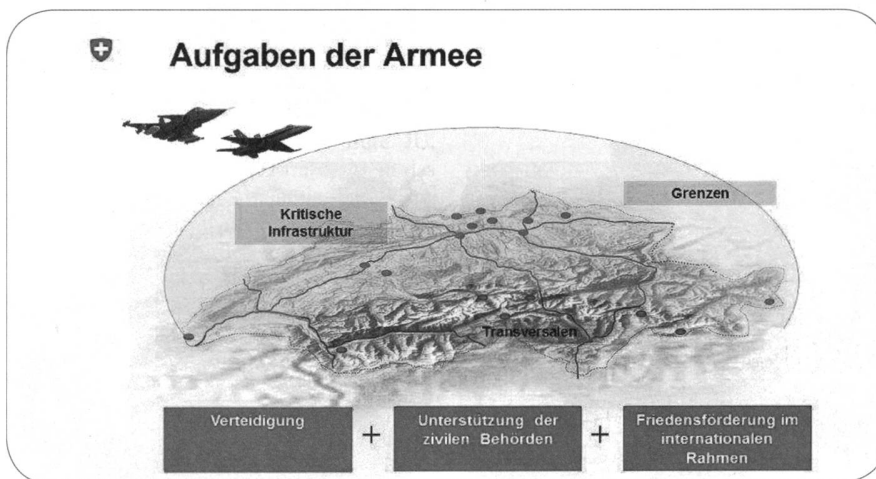 Aufgaben der Armee
Grenzen
Kritische
Infrastruktur
Transversalen
Verteidigung
+
Unterstützung der
zivilen Behörden
+
Friedensförderung im
internationalen
Rahmen